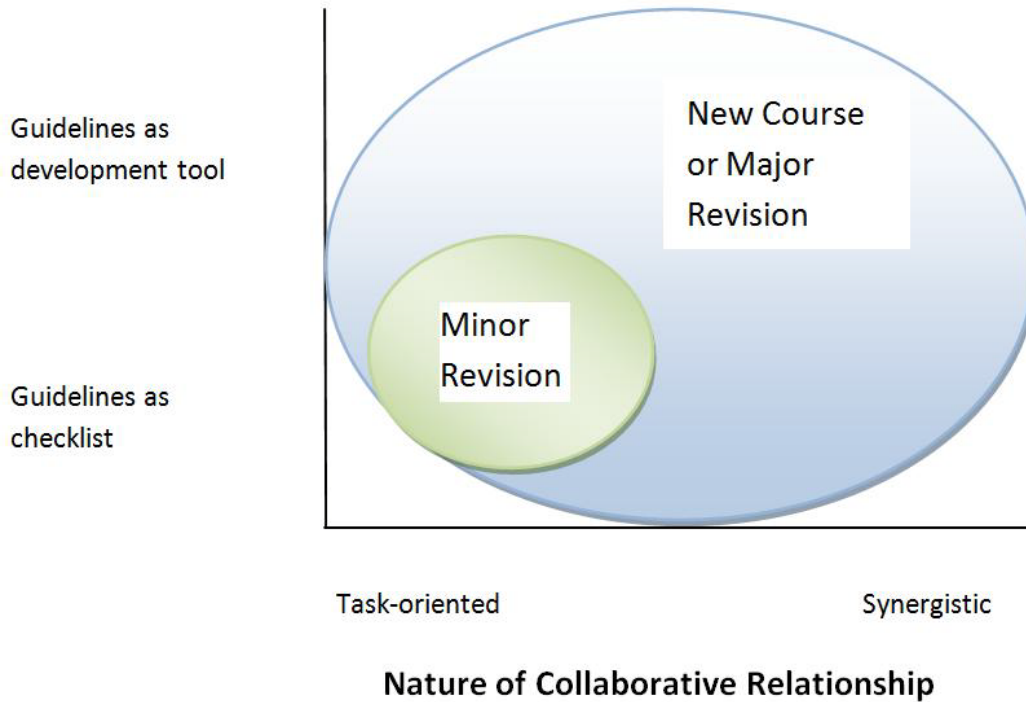 Guidelines as
development tool
New Course
or Major
Revision
Minor
Revision
Guidelines as
checklist
Task-oriented
Synergistic
Nature of Collaborative Relationship